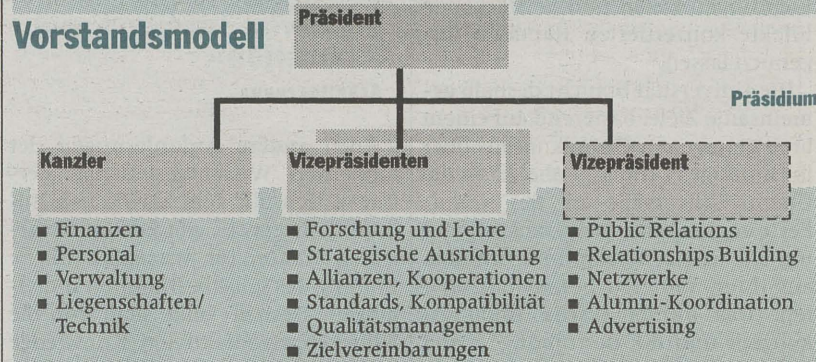 Präsident
Vorstandsmodell
Präsidium
Kanzler
■ Finanzen
■ Personal
■ Verwaltung
■ Liegenschaften/
Technik
Vizepräsidenten
■ Forschung und Lehre
■ Strategische Ausrichtung
■ Allianzen, Kooperationen
■ Standards, Kompatibilität
■ Qualitätsmanagement
■ Zielvereinbarungen
Vizepräsident
■ Public Relations
■ Relationships Building
■ Netzwerke
■ Alumni-Koordination
■ Advertising